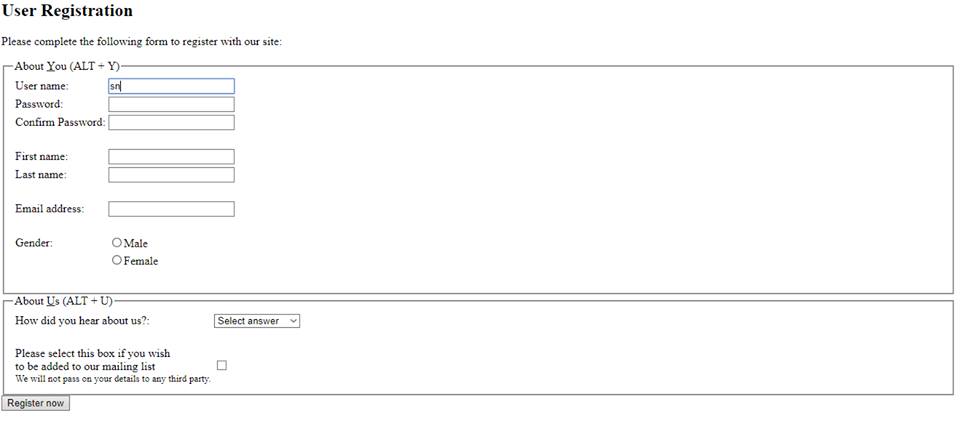 User Registration
Please complete the following form to register with our site:
About You (ALT + Y)
User name: sn
Password:
Confirm Password:
First name:
Last name:
Email address:
Gender: Male
Female
About Us (ALT + U)
How did you hear about us?: Select answer
Please select this box if you wish
to be added to our mailing list
We will not pass on your details to any third party.
Register now